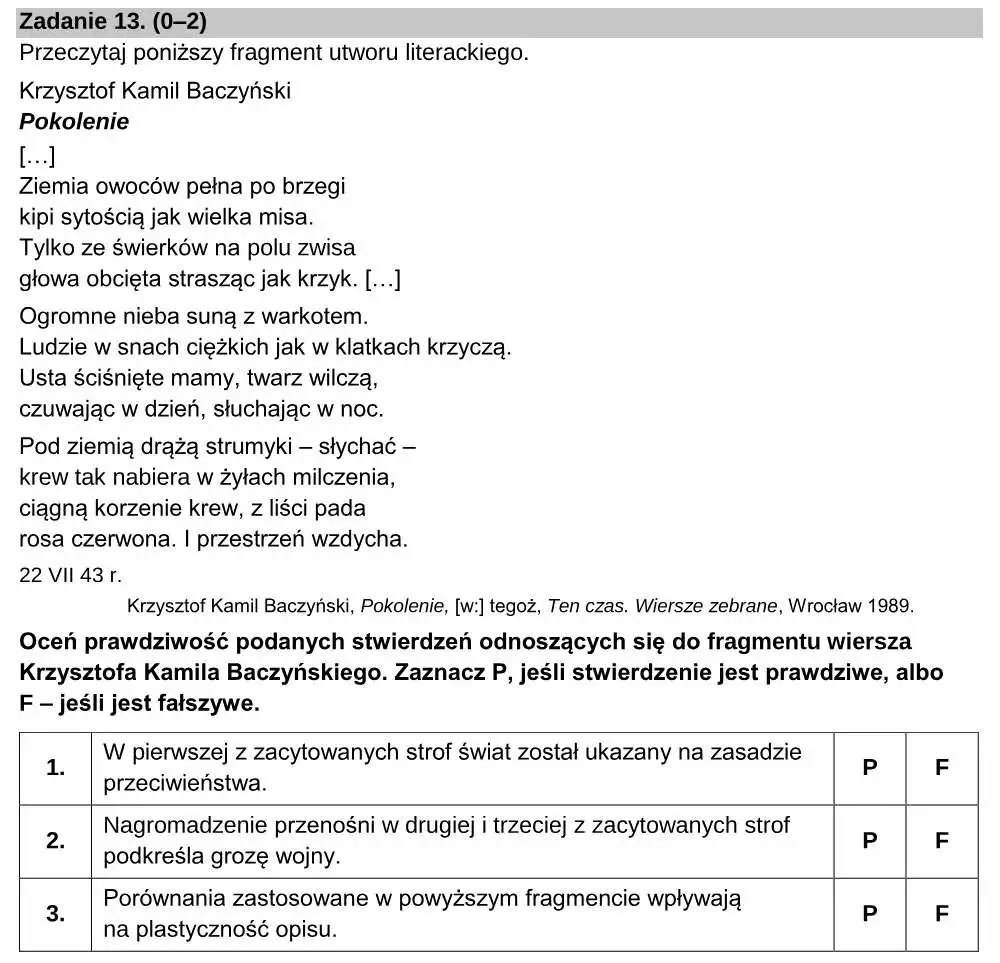 Zadanie 13. (0–2)
Przeczytaj poniższy fragment utworu literackiego.
Krzysztof Kamil Baczyński
Pokolenie
[…]
Ziemia owoców pełna po brzegi
kipi sytością jak wielka misa.
Tylko ze świerków na polu zwisa
głowa obcięta strasząc jak krzyk. […]
Ogromne nieba suną z warkotem.
Ludzie w snach ciężkich jak w klatkach krzyczą.
Usta ściśnięte mamy, twarz wilczą,
czuwając w dzień, słuchając w noc.
Pod ziemią drążą strumyki – słychać –
krew tak nabiera w żyłach milczenia,
ciągną korzenie krew, z liści pada
rosa czerwona. I przestrzeń wzdycha.
22 VII 43 r.
Krzysztof Kamil Baczyński, Pokolenie, [w:] tegoż, Ten czas. Wiersze zebrane, Wrocław 1989.
Oceń prawdziwość podanych stwierdzeń odnoszących się do fragmentu wiersza
Krzysztofa Kamila Baczyńskiego. Zaznacz P, jeśli stwierdzenie jest prawdziwe, albo
F – jeśli jest fałszywe.
1. W pierwszej z zacytowanych strof świat został ukazany na zasadzie
przeciwieństwa. P F
2. Nagromadzenie przenośni w drugiej i trzeciej z zacytowanych strof
podkreśla grozę wojny. P F
3. Porównania zastosowane w powyższym fragmencie wpływają
na plastyczność opisu. P F